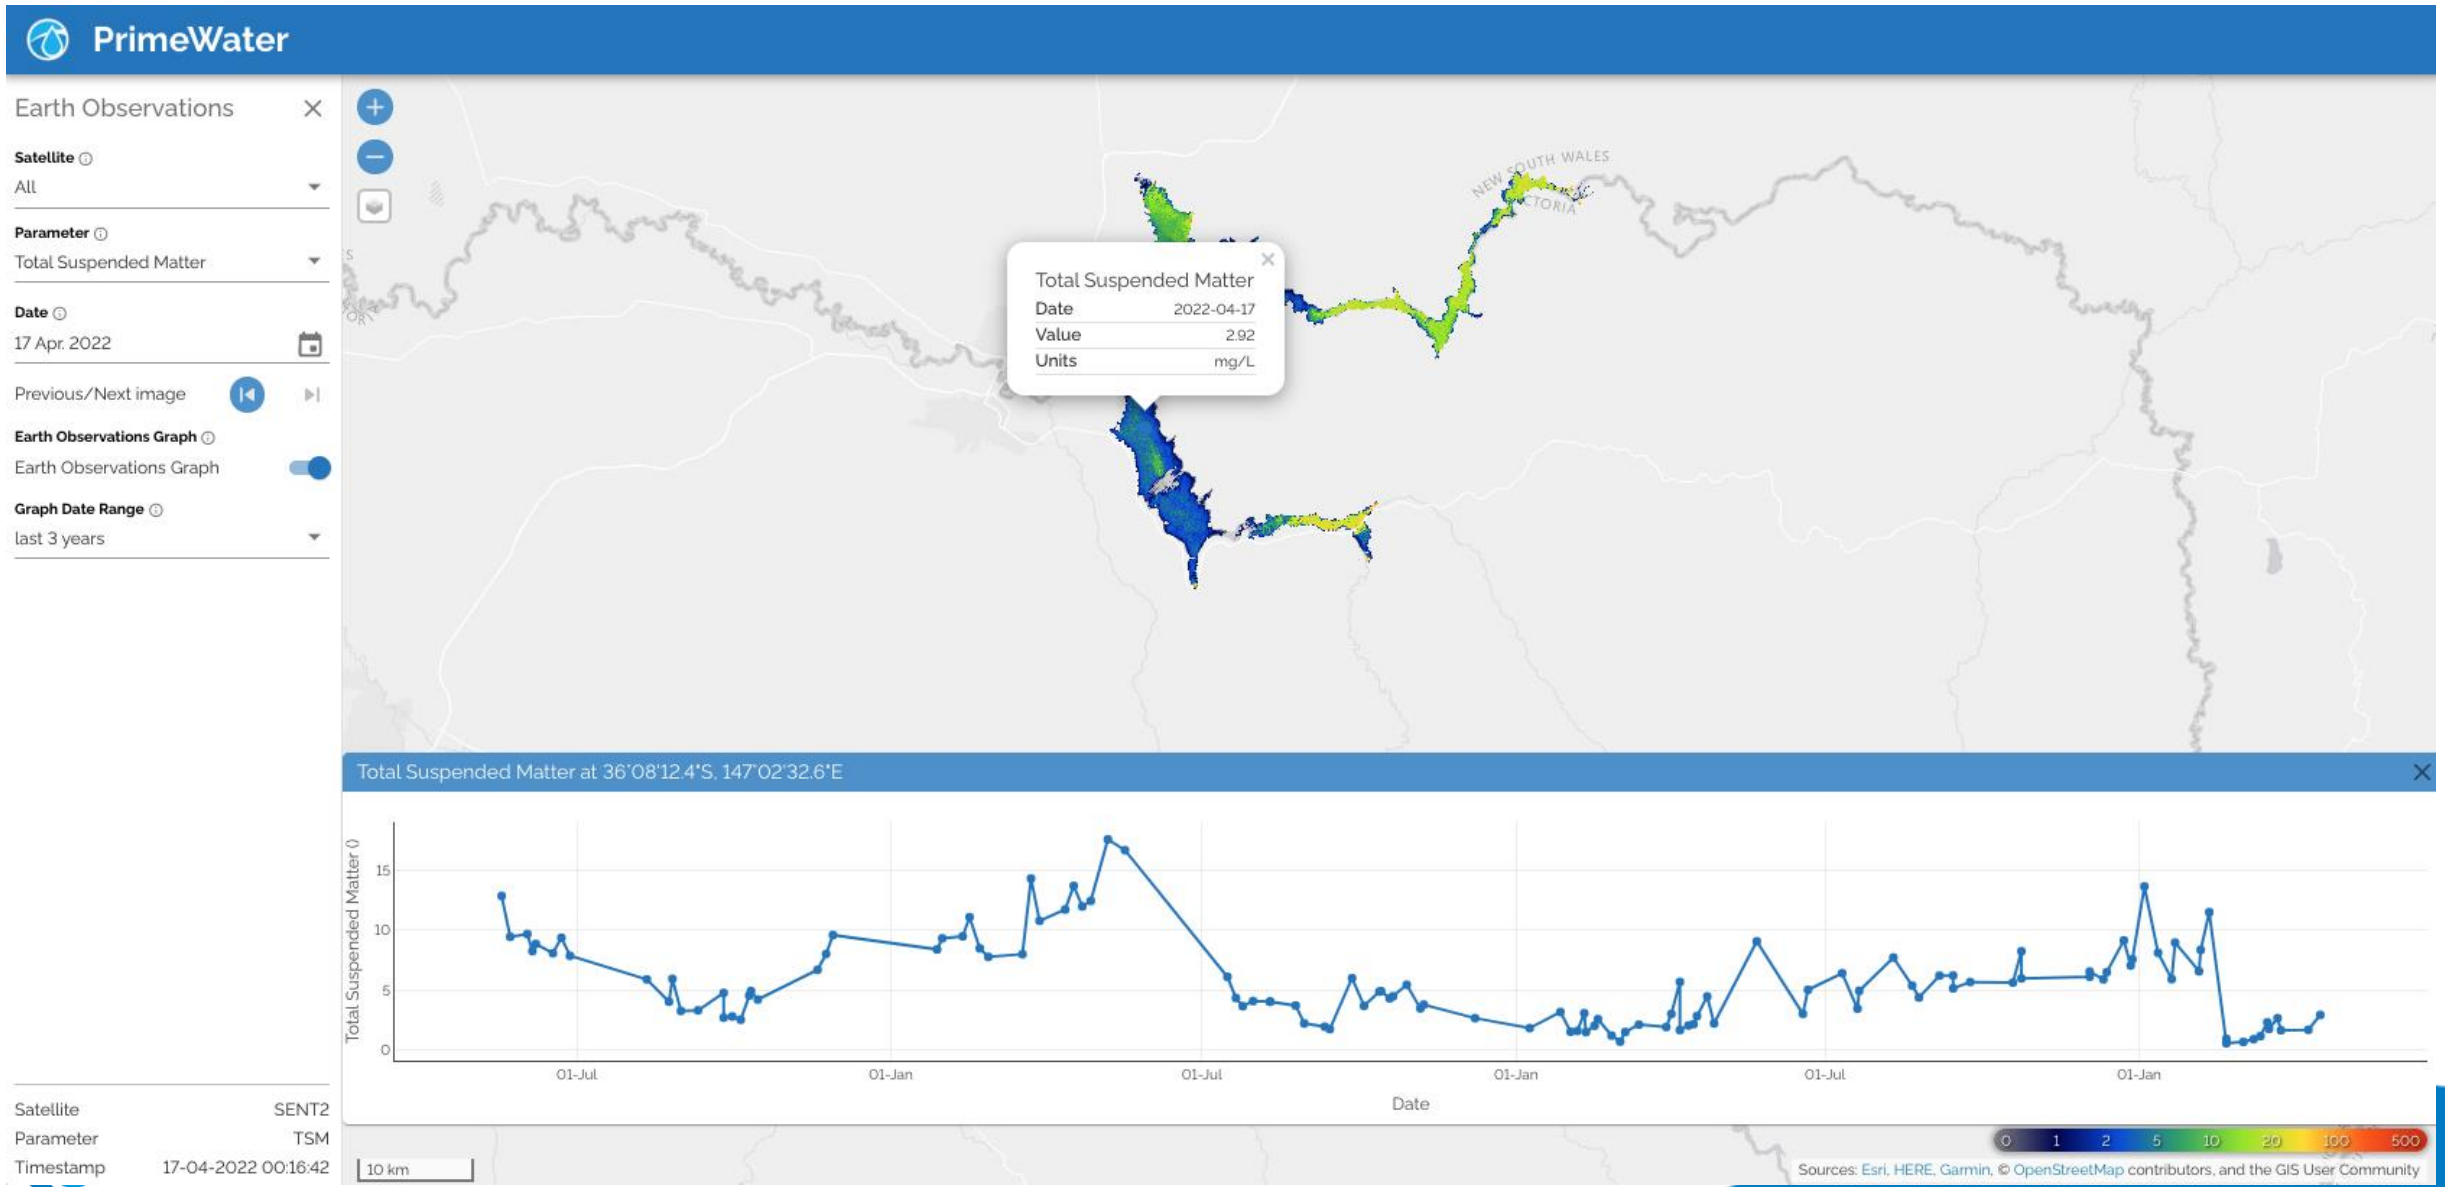 PrimeWater
Earth Observations
Satellite
All
Parameter
Total Suspended Matter
Date
17 Apr. 2022
Previous/Next image
Earth Observations Graph
Earth Observations Graph
Graph Date Range
last 3 years
Satellite SENT2
Parameter TSM
Timestamp 17-04-2022 00:16:42
NEW SOUTH WALES
CTORIA
Total Suspended Matter
Date 2022-04-17
Value 2.92
Units mg/L
Total Suspended Matter at 36°08'12.4"S, 147°02'32.6"E
Total Suspended Matter ()
15
10
5
0
01-Jul 01-Jan 01-Jul 01-Jan 01-Jul 01-Jan
Date
10 km
0 1 2 5 10 20 100 500
Sources: Esri, HERE, Garmin, © OpenStreetMap contributors, and the GIS User Community